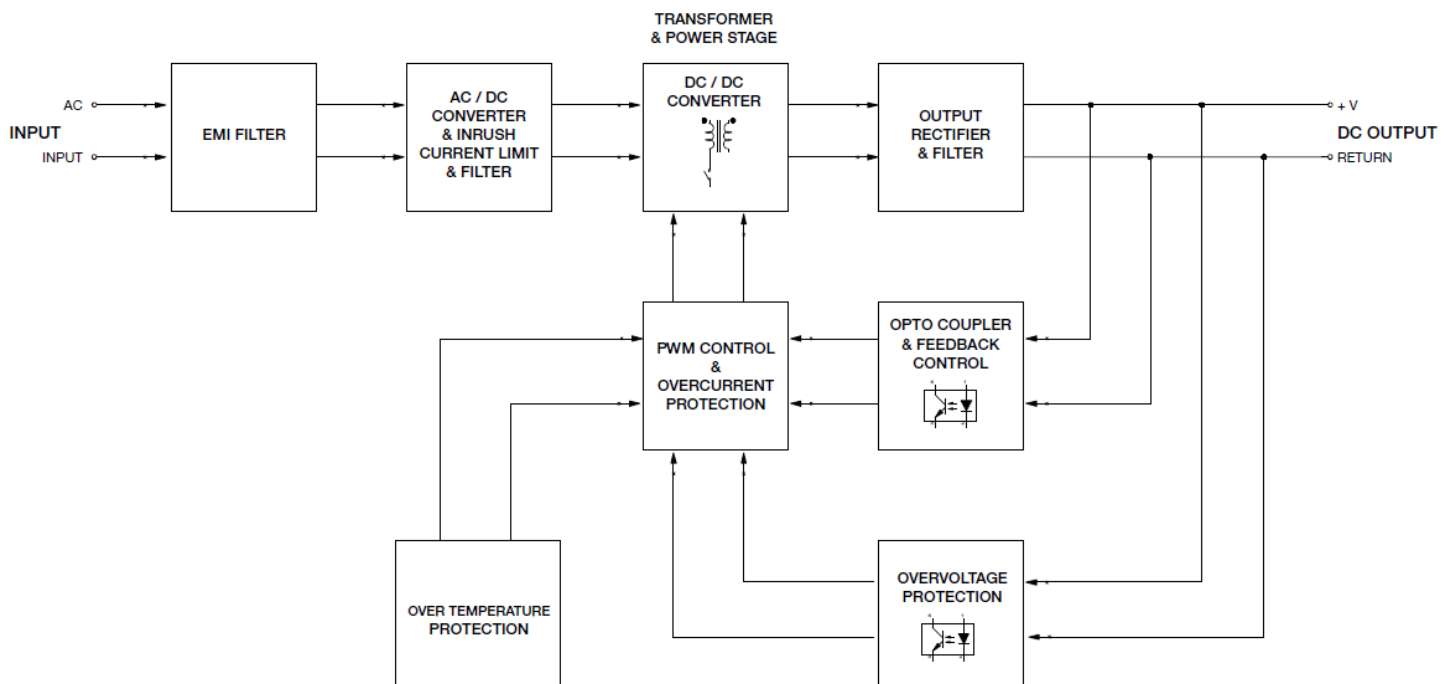 TRANSFORMER
& POWER STAGE
AC
INPUT
INPUT
EMI FILTER
AC / DC
CONVERTER
& INRUSH
CURRENT LIMIT
& FILTER
DC / DC
CONVERTER
OUTPUT
RECTIFIER
& FILTER
+ V
DC OUTPUT
RETURN
PWM CONTROL
&
OVERCURRENT
PROTECTION
OPTO COUPLER
& FEEDBACK
CONTROL
OVER TEMPERATURE
PROTECTION
OVERVOLTAGE
PROTECTION